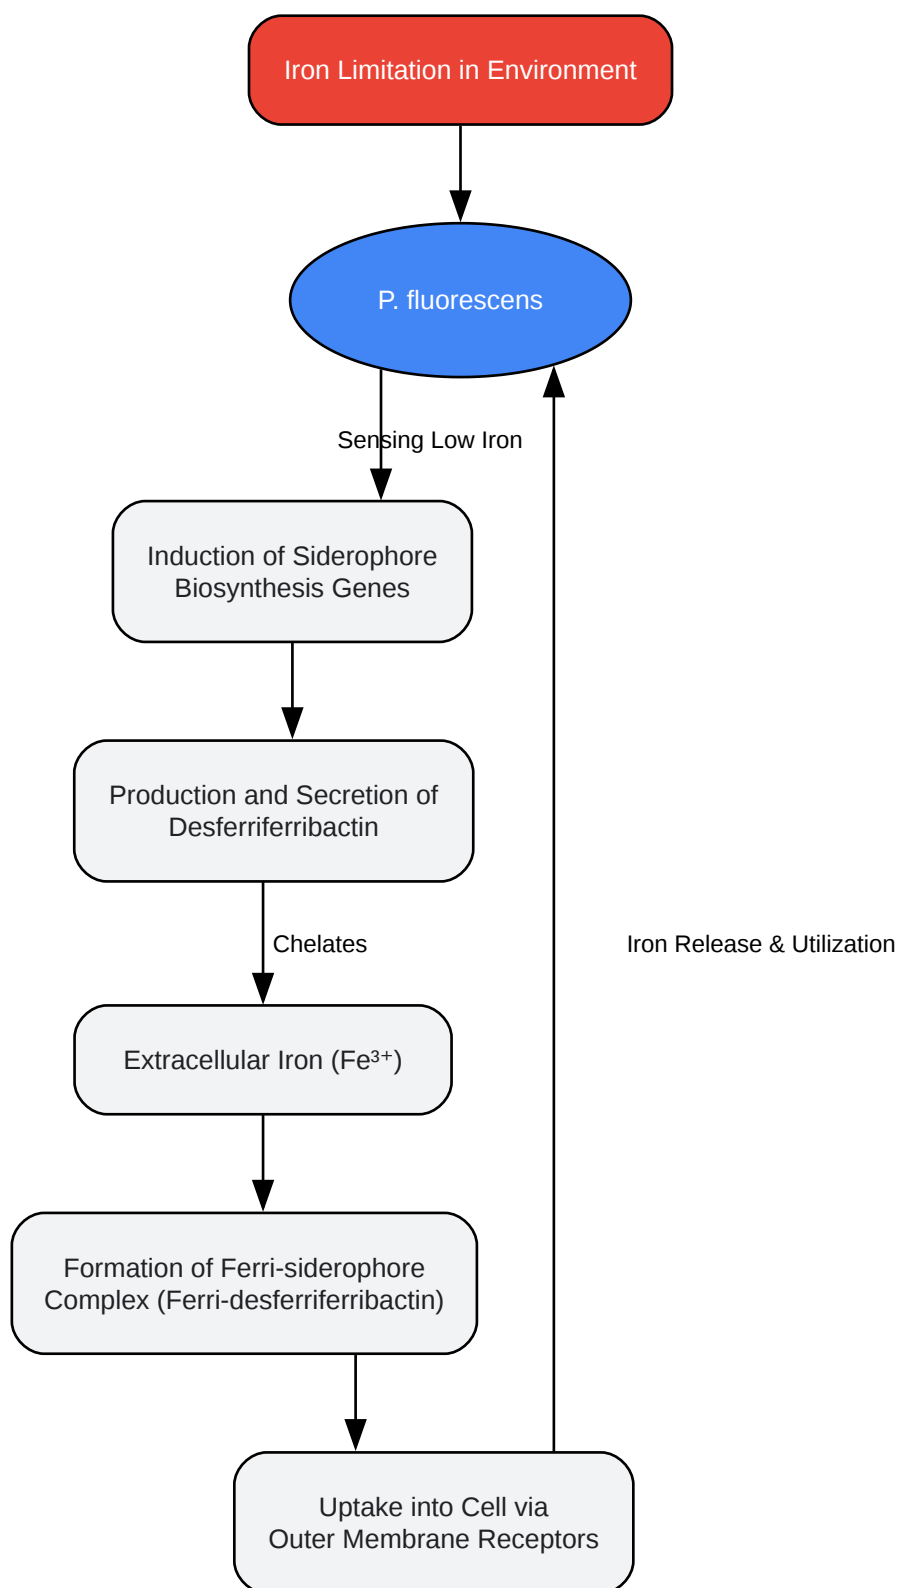 Iron Limitation in Environment
P. fluorescens
Sensing Low Iron
Induction of Siderophore
Biosynthesis Genes
Production and Secretion of
Desferriferribactin
Chelates
Iron Release & Utilization
Extracellular Iron (Fe³⁺)
Formation of Ferri-siderophore
Complex (Ferri-desferriferribactin)
Uptake into Cell via
Outer Membrane Receptors